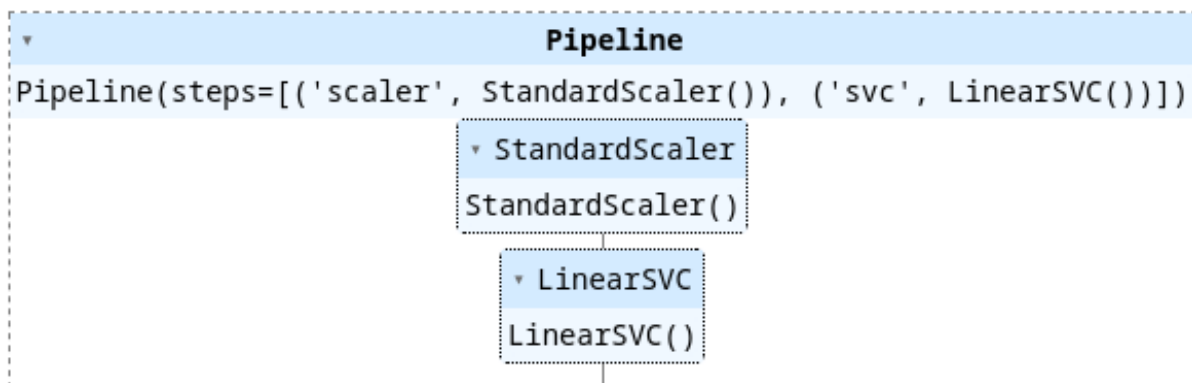 Pipeline
Pipeline(steps=[('scaler', StandardScaler()), ('svc', LinearSVC())])
StandardScaler
StandardScaler()
LinearSVC
LinearSVC()